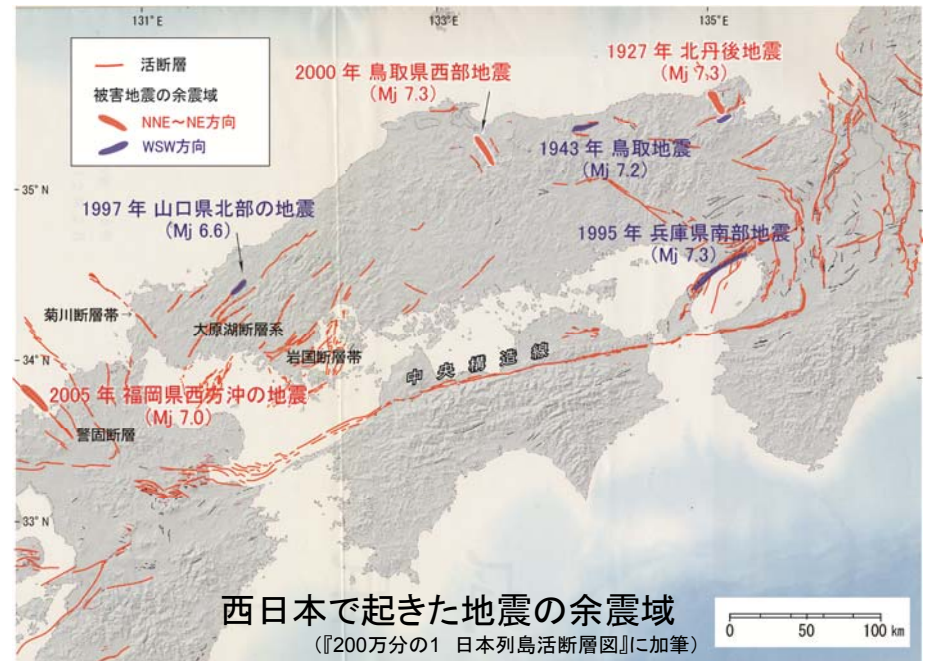 131°E
133°E
135°E
活断層
被害地震の余震域
NNE～NE方向
WSW方向
2000 年 鳥取県西部地震
(Mj 7.3)
1927 年 北丹後地震
(Mj 7.3)
1943 年 鳥取地震
(Mj 7.2)
35° N
1997 年 山口県北部の地震
(Mj 6.6)
1995 年 兵庫県南部地震
(Mj 7.3)
菊川断層帯→
大原湖断層系
岩国断層帯
34° N
中央構造線
2005 年 福岡県西方沖の地震
(Mj 7.0)
警固断層
33° N
西日本で起きた地震の余震域
(『200万分の1 日本列島活断層図』に加筆)
0 50 100 km